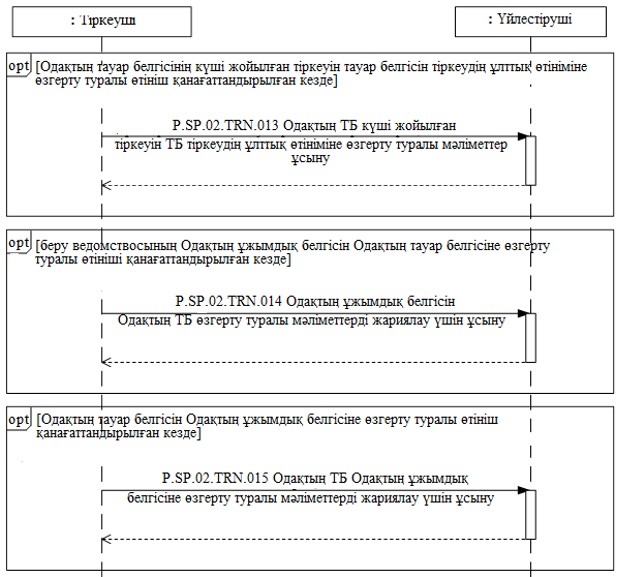 : Тіркеуші
: Үйлестіруші
opt [Одақтың тауар белгісінің күші жойылған тіркеуін тауар белгісін тіркеудің ұлттық өтініміне
өзгерту туралы өтініш қанағаттандырылған кезде]
P.SP.02.TRN.013 Одақтың ТБ күші жойылған
тіркеуін ТБ тіркеудің ұлттық өтініміне өзгерту туралы мәліметтер
ұсыну
opt [беру ведомствосының Одақтың ұжымдық белгісін Одақтың тауар белгісіне өзгерту
туралы өтініші қанағаттандырылған кезде]
P.SP.02.TRN.014 Одақтың ұжымдық белгісін
Одақтың ТБ өзгерту туралы мәліметтерді жариялау үшін ұсыну
opt [Одақтың тауар белгісін Одақтың ұжымдық белгісіне өзгерту туралы өтініш
қанағаттандырылған кезде]
P.SP.02.TRN.015 Одақтың ТБ Одақтың ұжымдық
белгісіне өзгерту туралы мәліметтерді жариялау үшін ұсыну